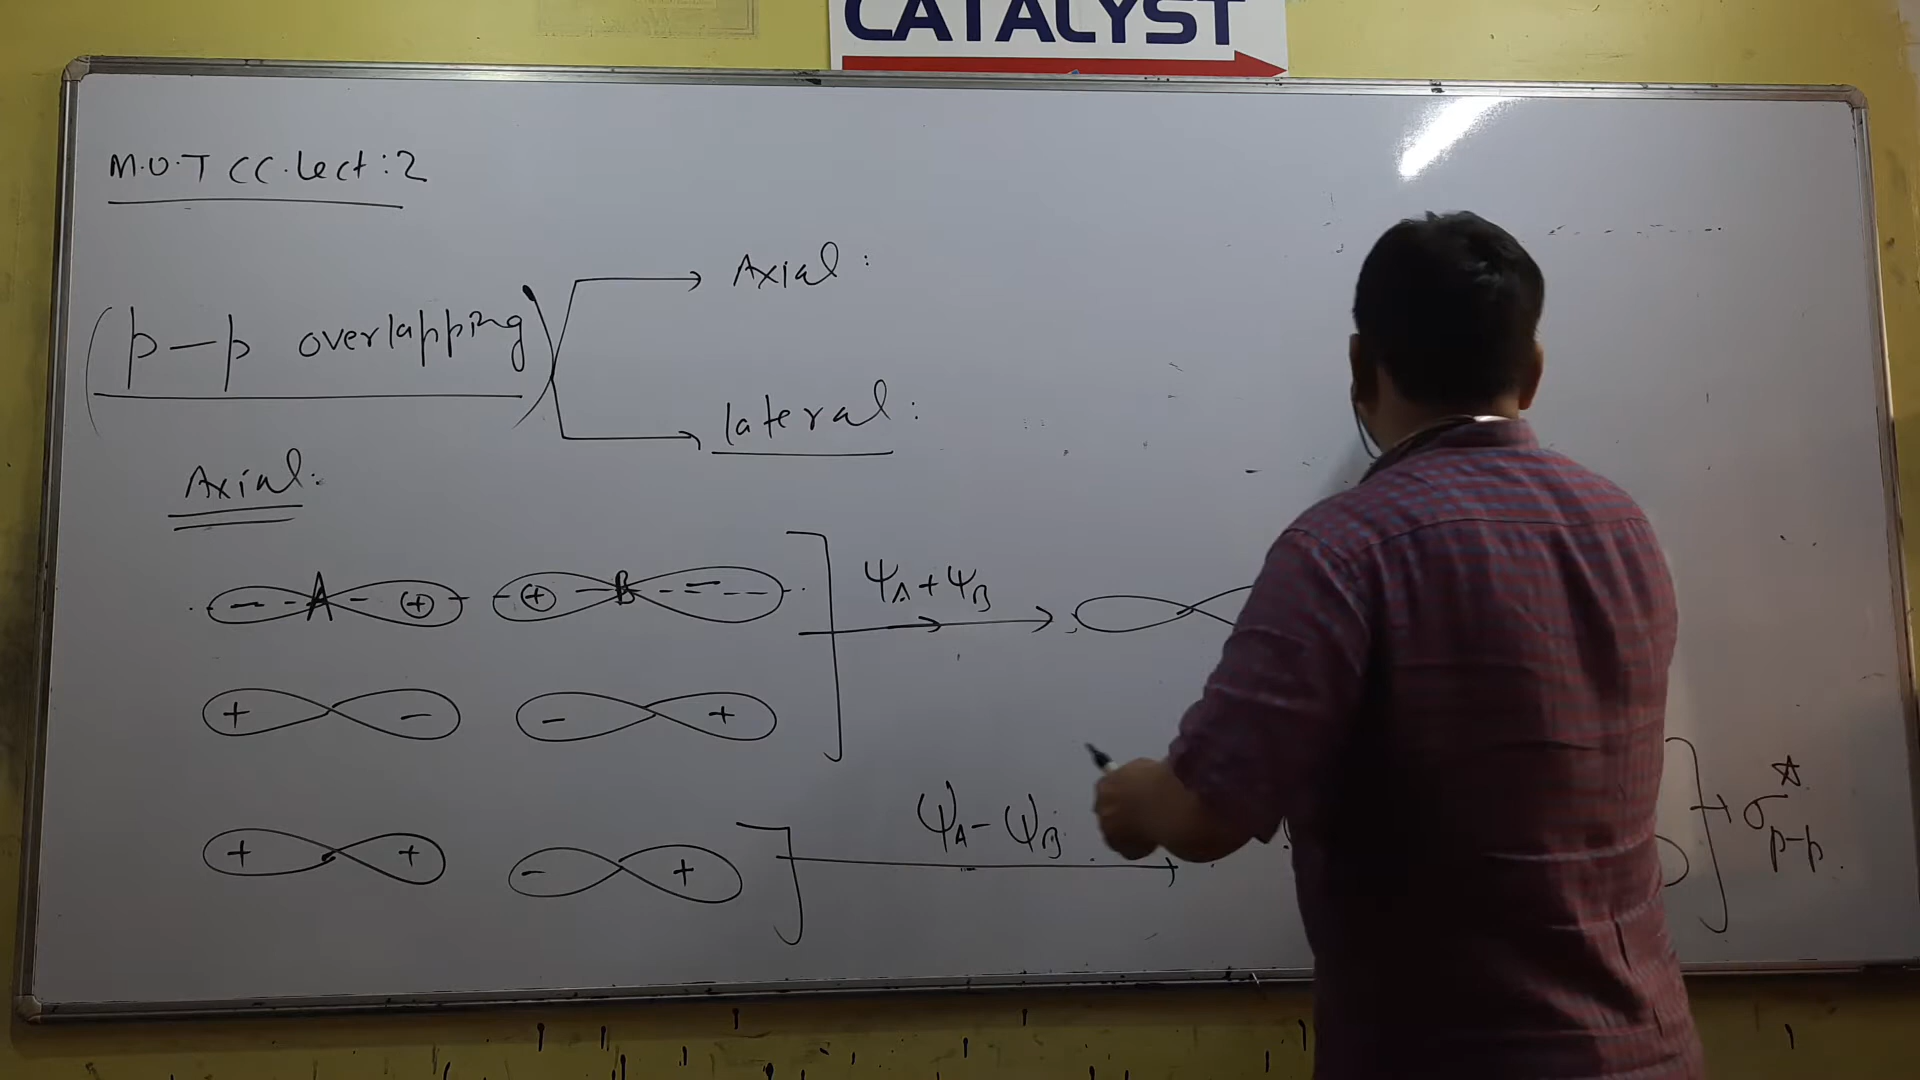 CATALYST
M.O.T CC.Lect:2
(p-p overlapping)
Axial:
lateral:
Axial:
- A + + B -
ΨA+ΨB
+ - - +
+ + - +
ΨA-ΨB
σ*p-p